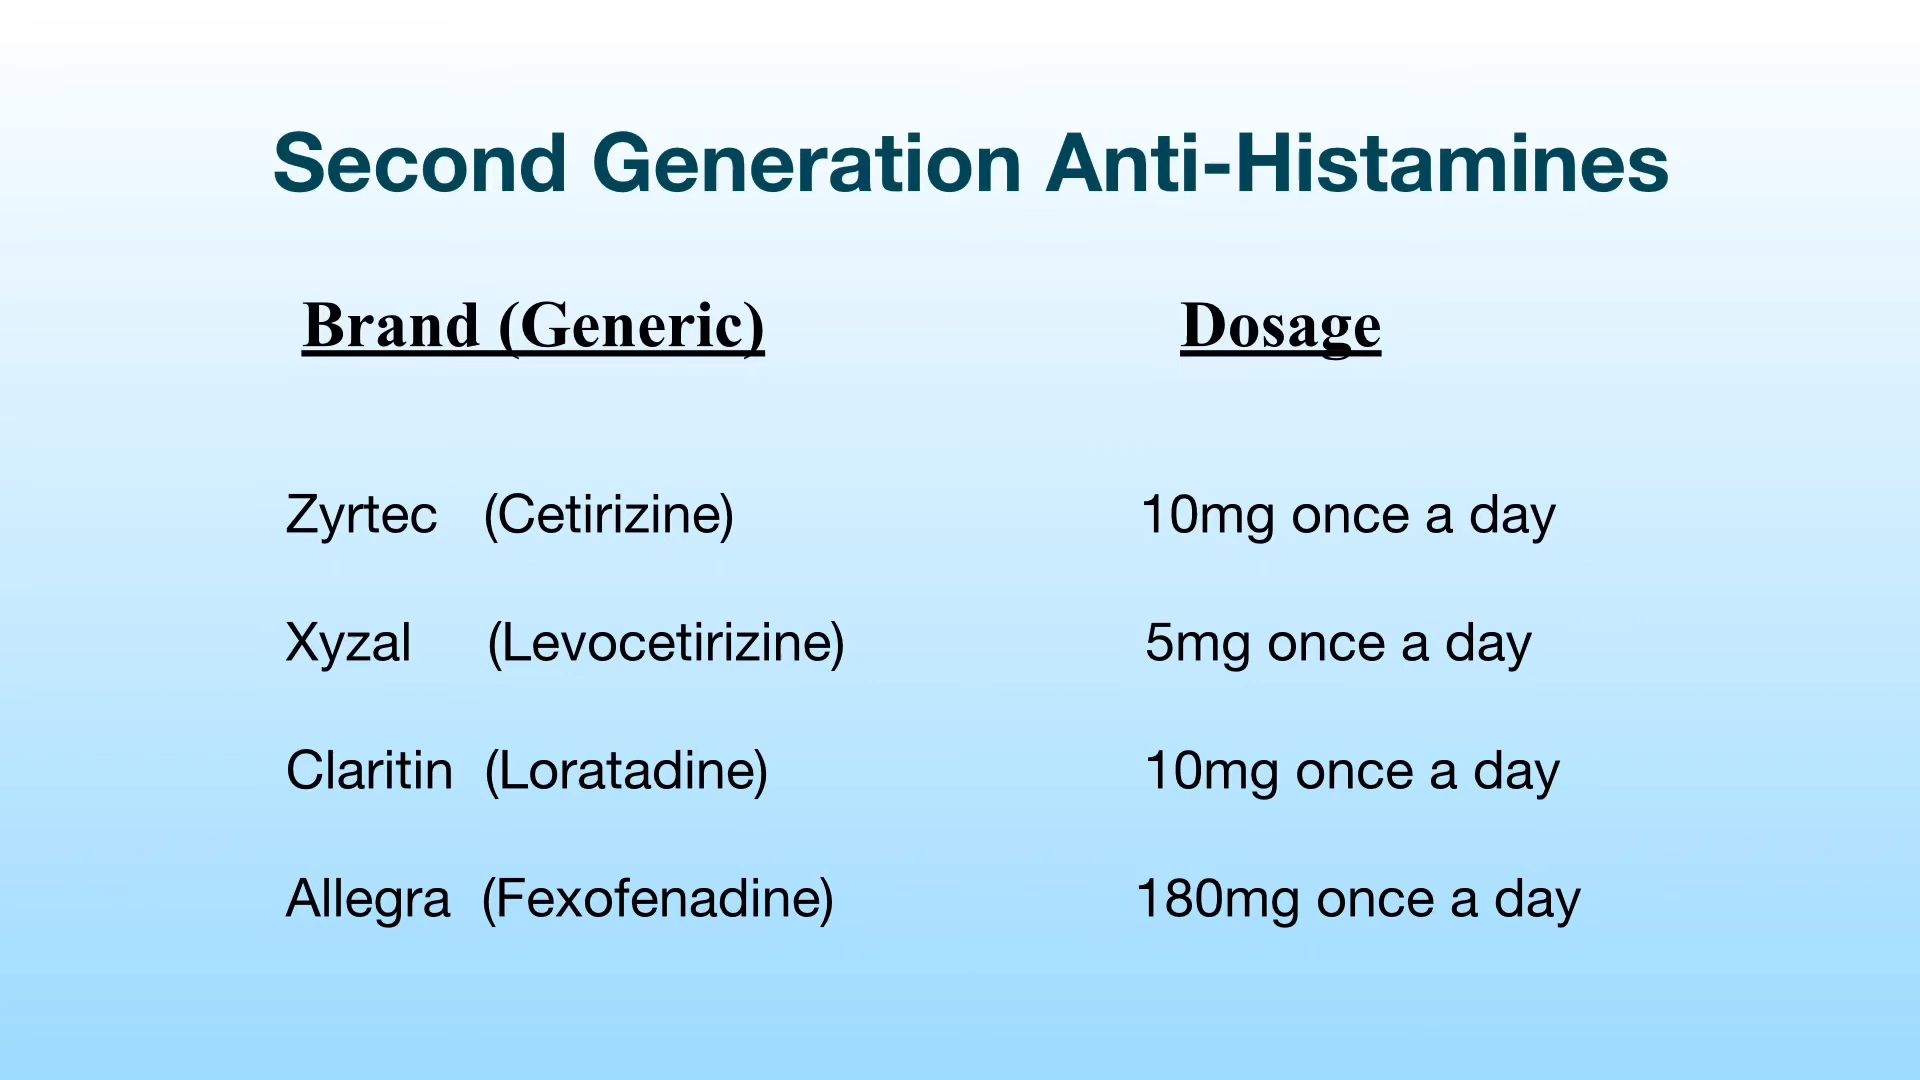 Second Generation Anti-Histamines
Brand (Generic) Dosage
Zyrtec (Cetirizine) 10mg once a day
Xyzal (Levocetirizine) 5mg once a day
Claritin (Loratadine) 10mg once a day
Allegra (Fexofenadine) 180mg once a day